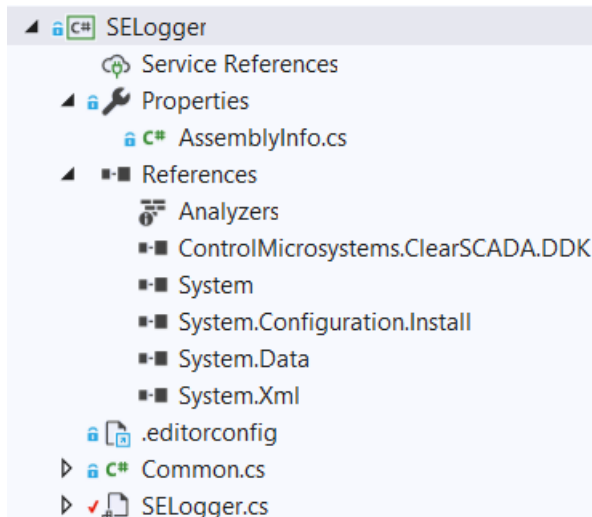 C# SELogger
Service References
Properties
C# AssemblyInfo.cs
References
Analyzers
ControlMicrosystems.ClearSCADA.DDK
System
System.Configuration.Install
System.Data
System.Xml
.editorconfig
C# Common.cs
SELogger.cs